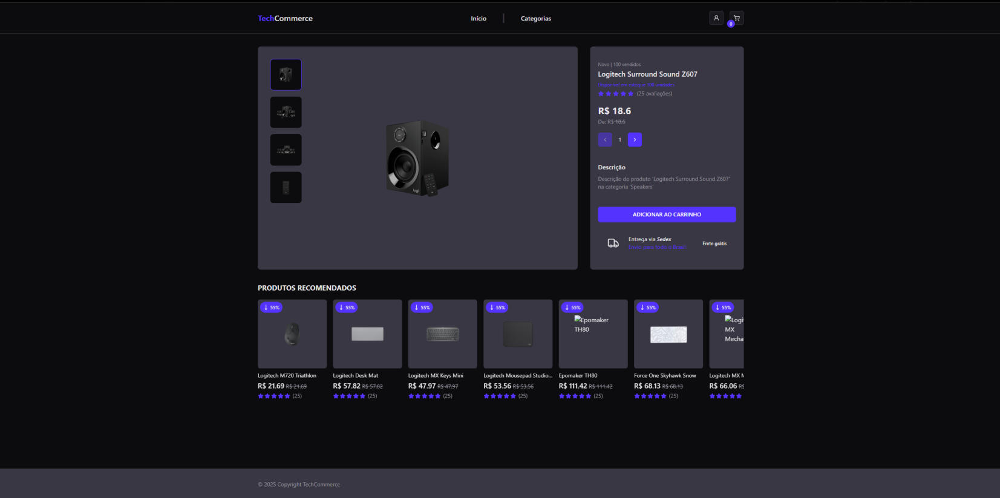 TechCommerce
Início
Categorias
0
Novo | 100 vendidos
Logitech Surround Sound Z607
Disponível em estoque 100 unidades
(25 avaliações)
R$ 18.6
De: R$ 18.6
1
Descrição
Descrição do produto 'Logitech Surround Sound Z607'
na categoria 'Speakers'
ADICIONAR AO CARRINHO
Entrega via Sedex
Envio para todo o Brasil
Frete grátis
logi
PRODUTOS RECOMENDADOS
55%
55%
55%
55%
55%
55%
55%
Epomaker
TH80
Logi
MX
Mecha
Logitech M720 Triathlon
R$ 21.69 R$ 21.69
(25)
Logitech Desk Mat
R$ 57.82 R$ 57.82
(25)
Logitech MX Keys Mini
R$ 47.97 R$ 47.97
(25)
Logitech Mousepad Studio...
R$ 53.56 R$ 53.56
(25)
Epomaker TH80
R$ 111.42 R$ 111.42
(25)
Force One Skyhawk Snow
R$ 68.13 R$ 68.13
(25)
Logitech MX M
R$ 66.06 R$
© 2025 Copyright TechCommerce